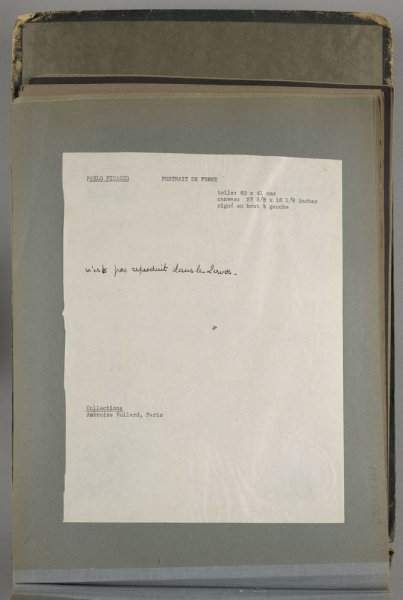 PABLO PICASSO PORTRAIT DE FEMME
toile: 60 x 41 cms
canvas: 23 5/8 x 16 1/8 inches
signé en haut à gauche
n'est pas reproduit dans le Zervos.
Collections
Ambroise Vollard, Paris